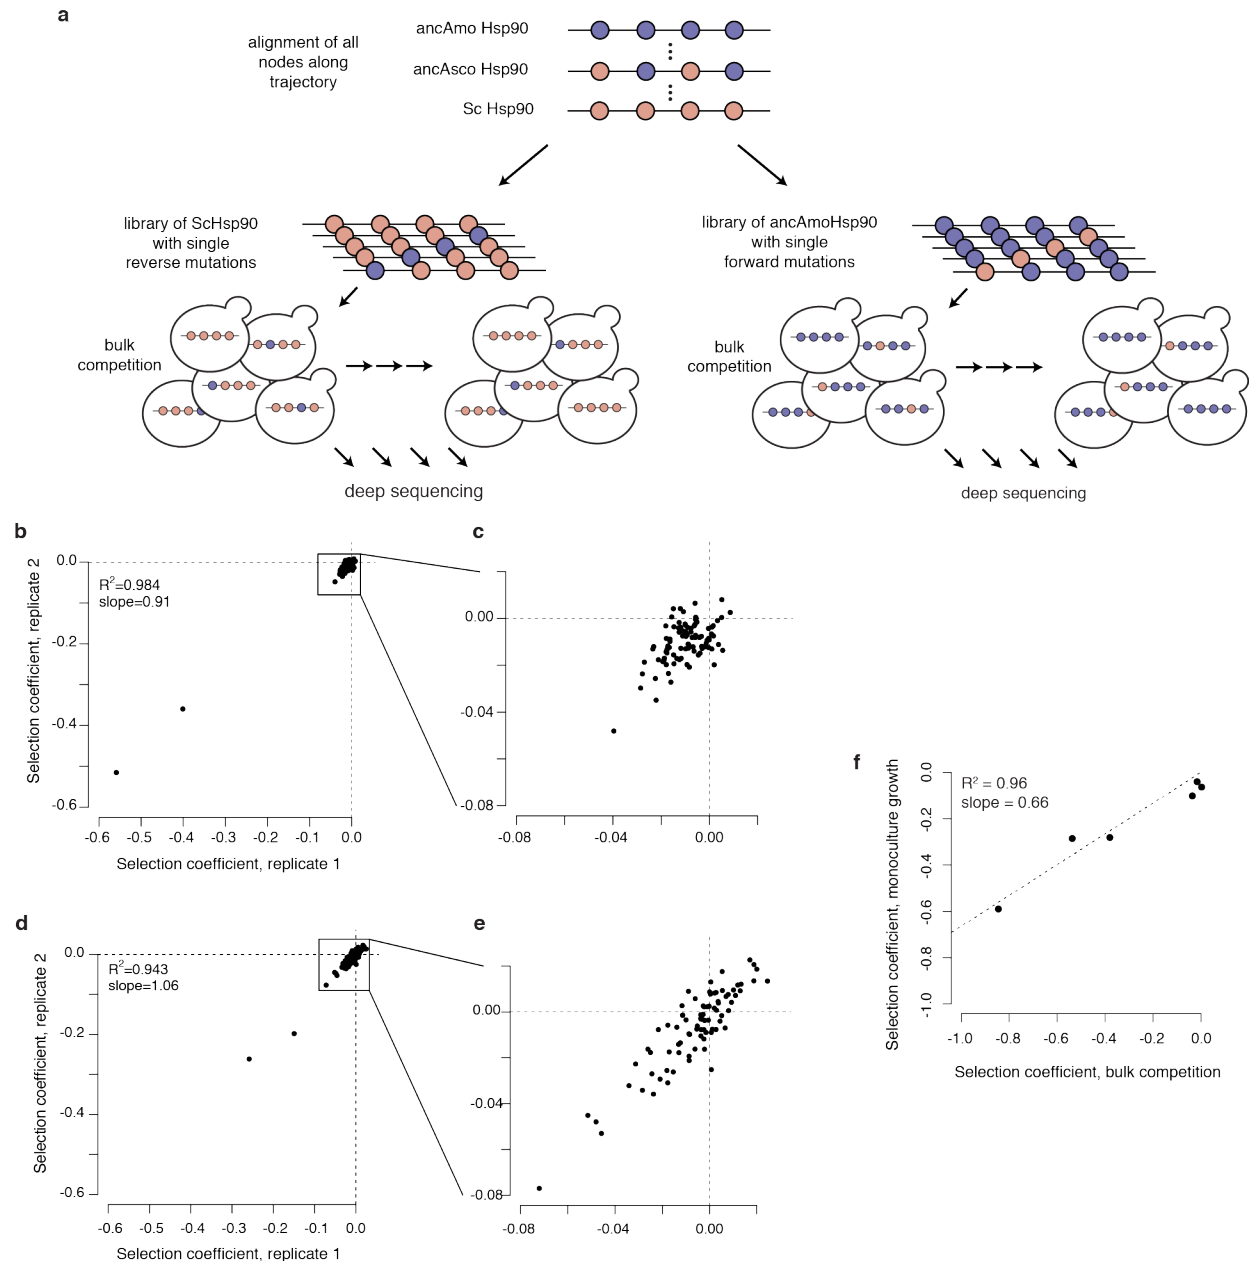 a
alignment of all
nodes along
trajectory
ancAmo Hsp90
ancAsco Hsp90
Sc Hsp90
library of ScHsp90
with single
reverse mutations
library of ancAmoHsp90
with single
forward mutations
bulk
competition
bulk
competition
deep sequencing
deep sequencing
b
Selection coefficient, replicate 2
0.0
-0.2
-0.4
-0.6
R²=0.984
slope=0.91
-0.6 -0.5 -0.4 -0.3 -0.2 -0.1 0.0
Selection coefficient, replicate 1
c
0.00
-0.04
-0.08
-0.08 -0.04 0.00
d
Selection coefficient, replicate 2
0.0
-0.2
-0.4
-0.6
R²=0.943
slope=1.06
-0.6 -0.5 -0.4 -0.3 -0.2 -0.1 0.0
Selection coefficient, replicate 1
e
0.00
-0.04
-0.08
-0.08 -0.04 0.00
f
Selection coefficient, monoculture growth
0.0
-0.2
-0.4
-0.6
-0.8
-1.0
R² = 0.96
slope = 0.66
-1.0 -0.8 -0.4 -0.2 0.0
Selection coefficient, bulk competition